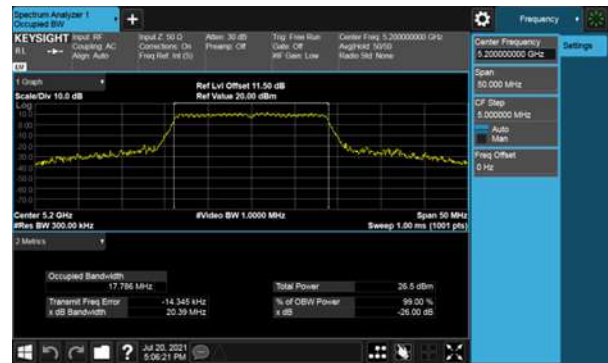 Spectrum Analyzer 1
Occupied BW
Frequency
KEYSIGHT
Input: RF
Coupling: AC
Align: Auto
Input Z: 50 Ω
Corrections: On
Freq Ref: Int (S)
Atten: 30 dB
Preamp: Off
Trig: Free Run
Gate: Off
#IF Gain: Low
Center Freq: 5.200000000 GHz
Avg|Hold: 50/50
Radio Std: None
Center Frequency
5.200000000 GHz
Settings
Span
50.000 MHz
CF Step
5.000000 MHz
Auto
Man
Freq Offset
0 Hz
1 Graph
Scale/Div 10.0 dB
Ref Lvl Offset 11.50 dB
Ref Value 20.00 dBm
Log
10.0
0.00
Center 5.2 GHz
#Res BW 300.00 kHz
#Video BW 1.0000 MHz
Span 50 MHz
Sweep 1.00 ms (1001 pts)
2 Metrics
Occupied Bandwidth
17.786 MHz
Total Power
26.5 dBm
Transmit Freq Error
-14.345 kHz
% of OBW Power
99.00 %
x dB Bandwidth
20.39 MHz
x dB
-26.00 dB
Jul 20, 2021
5:06:21 PM